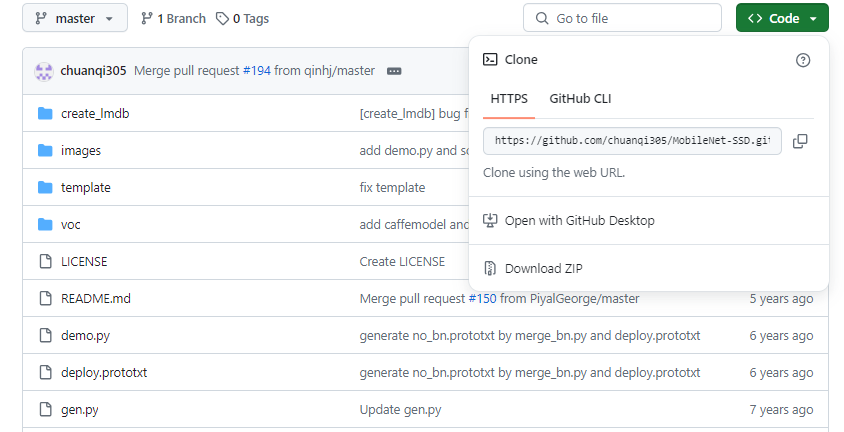 master
1 Branch
0 Tags
Go to file
Code
chuanqi305 Merge pull request #194 from qinhj/master
Clone
HTTPS
GitHub CLI
https://github.com/chuanqi305/MobileNet-SSD.git
Clone using the web URL.
Open with GitHub Desktop
Download ZIP
create_lmdb [create_lmdb] bug
images add demo.py and
template fix template
voc add caffemodel and
LICENSE Create LICENSE
README.md Merge pull request #150 from PiyalGeorge/master 5 years ago
demo.py generate no_bn.prototxt by merge_bn.py and deploy.prototxt 6 years ago
deploy.prototxt generate no_bn.prototxt by merge_bn.py and deploy.prototxt 6 years ago
gen.py Update gen.py 7 years ago